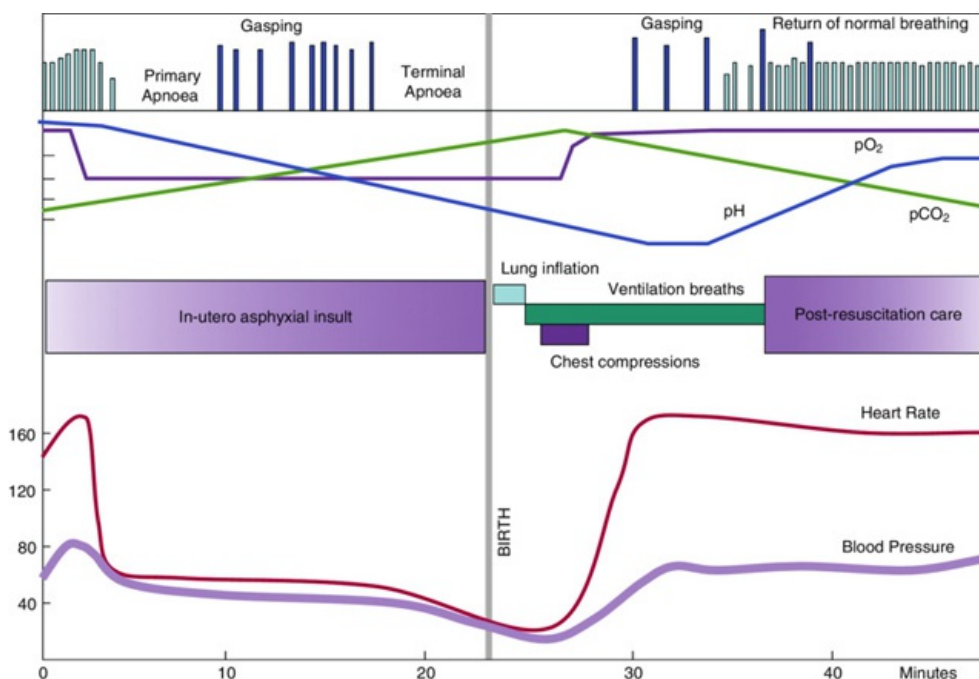 Gasping
Gasping
Return of normal breathing
Primary
Apnoea
Terminal
Apnoea
pO₂
pH
pCO₂
Lung inflation
In-utero asphyxial insult
Ventilation breaths
Post-resuscitation care
Chest compressions
Heart Rate
160
120
BIRTH
Blood Pressure
80
40
0
10
20
30
40
Minutes